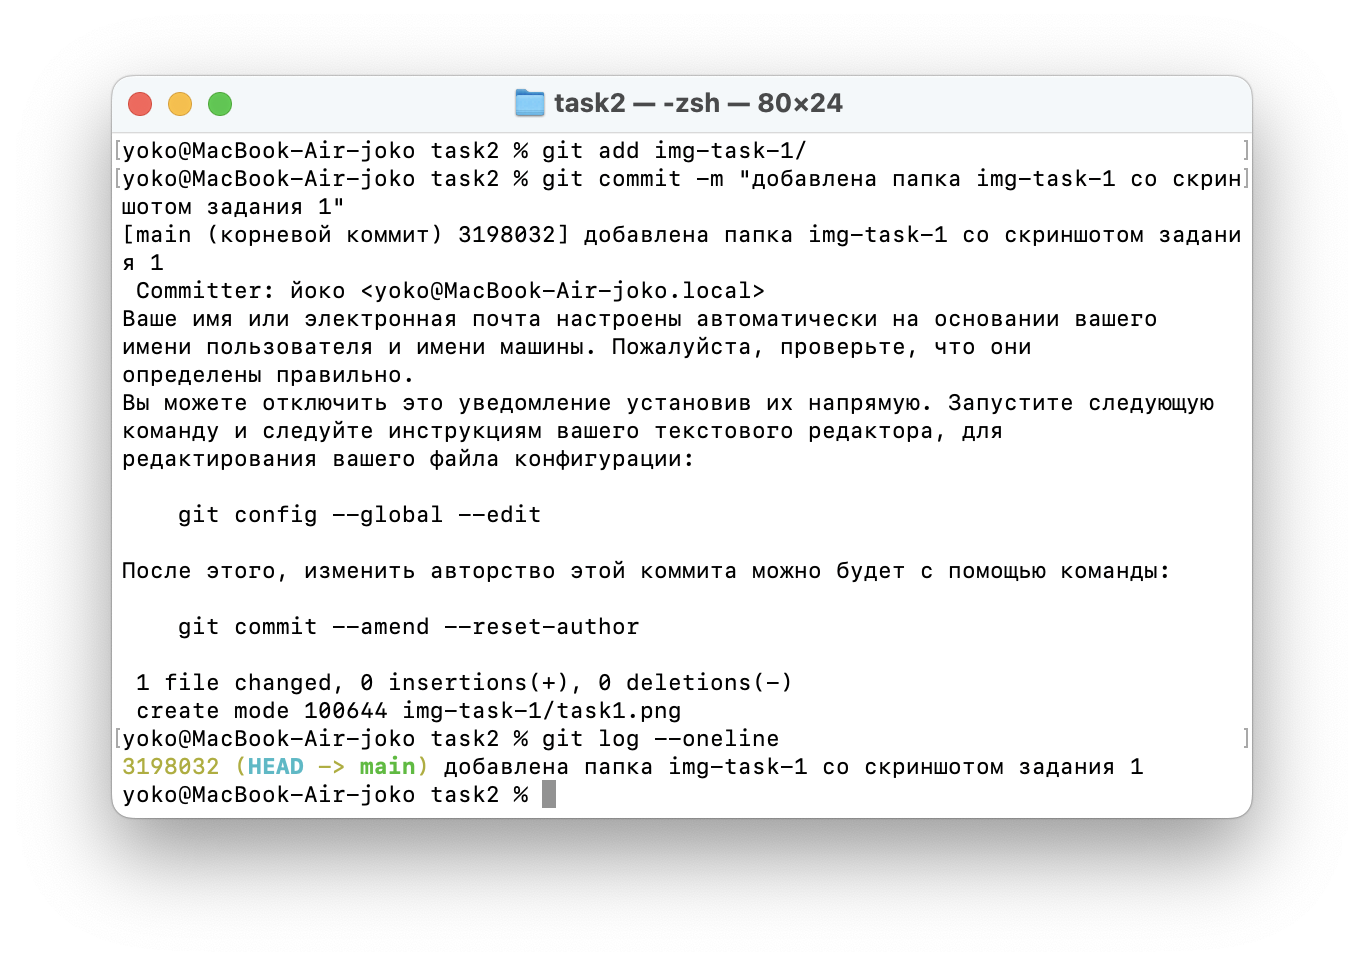 task2 — -zsh — 80×24
[yoko@MacBook-Air-joko task2 % git add img-task-1/ ]
[yoko@MacBook-Air-joko task2 % git commit -m "добавлена папка img-task-1 со скрин]
шотом задания 1"
[main (корневой коммит) 3198032] добавлена папка img-task-1 со скриншотом задани
я 1
Committer: йоко <yoko@MacBook-Air-joko.local>
Ваше имя или электронная почта настроены автоматически на основании вашего
имени пользователя и имени машины. Пожалуйста, проверьте, что они
определены правильно.
Вы можете отключить это уведомление установив их напрямую. Запустите следующую
команду и следуйте инструкциям вашего текстового редактора, для
редактирования вашего файла конфигурации:
git config --global --edit
После этого, изменить авторство этой коммита можно будет с помощью команды:
git commit --amend --reset-author
1 file changed, 0 insertions(+), 0 deletions(-)
create mode 100644 img-task-1/task1.png
[yoko@MacBook-Air-joko task2 % git log --oneline ]
3198032 (HEAD -> main) добавлена папка img-task-1 со скриншотом задания 1
yoko@MacBook-Air-joko task2 %